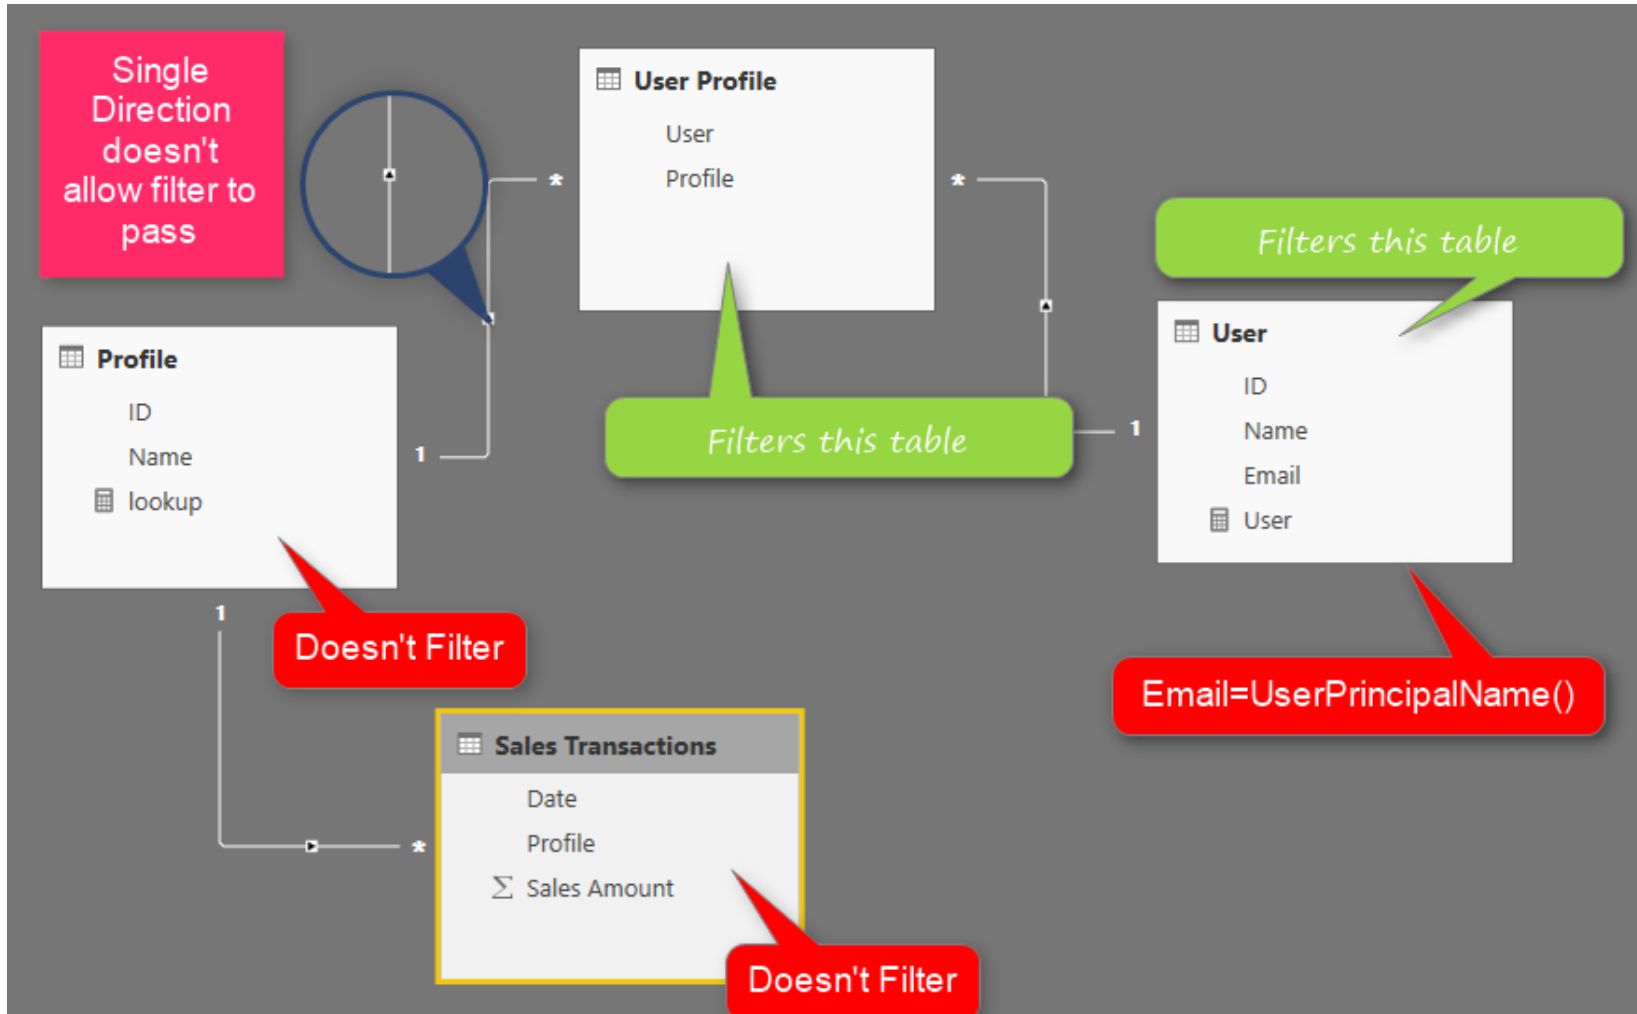 Single
Direction
doesn't
allow filter to
pass
User Profile
User
Profile
*
*
Filters this table
User
ID
Name
Email
User
1
Filters this table
Profile
ID
Name
lookup
1
1
Doesn't Filter
Email=UserPrincipalName()
Sales Transactions
Date
Profile
Σ Sales Amount
*
Doesn't Filter